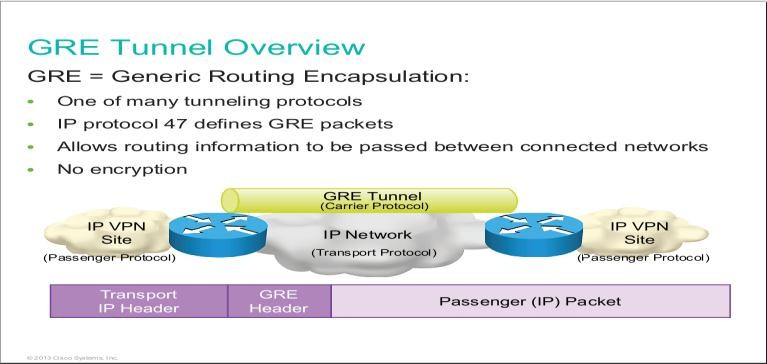 GRE Tunnel Overview
GRE = Generic Routing Encapsulation:
• One of many tunneling protocols
• IP protocol 47 defines GRE packets
• Allows routing information to be passed between connected networks
• No encryption
GRE Tunnel
(Carrier Protocol)
IP VPN
Site
(Passenger Protocol)
IP Network
(Transport Protocol)
IP VPN
Site
(Passenger Protocol)
Transport
IP Header
GRE
Header
Passenger (IP) Packet
© 2013 Cisco Systems, Inc.